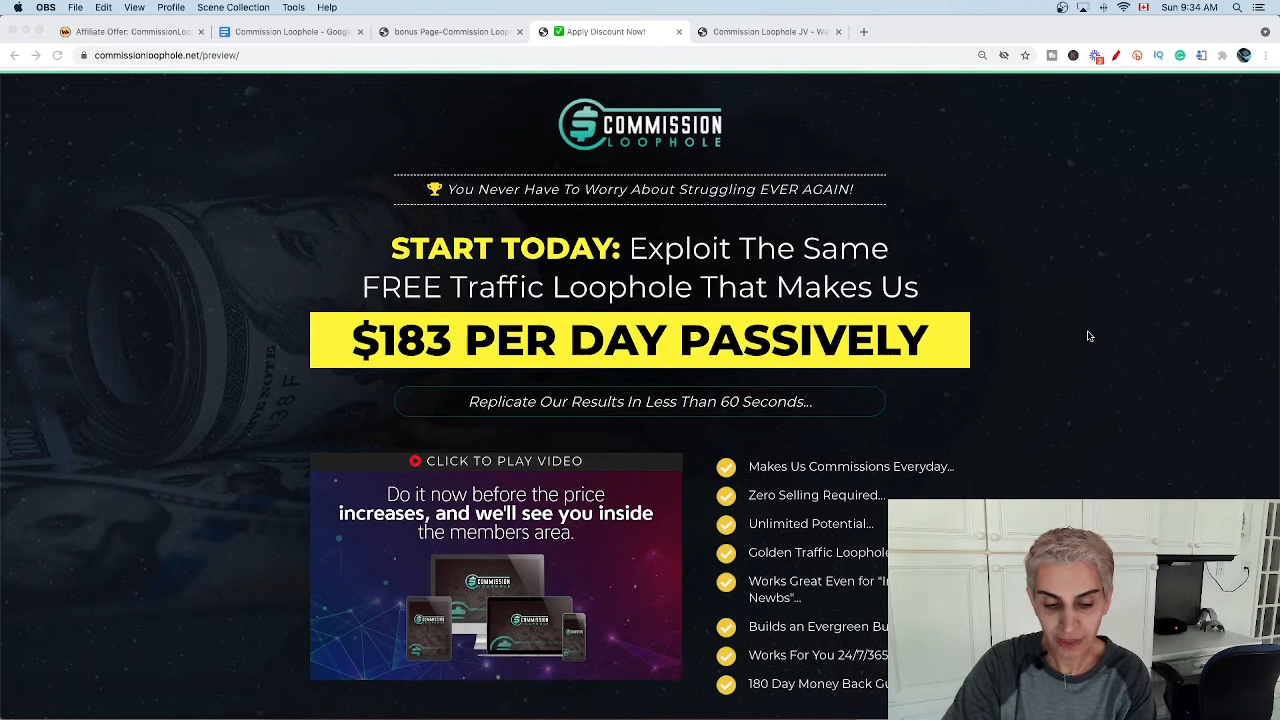 OBS File Edit View Profile Scene Collection Tools Help
Sun 9:34 AM
Affiliate Offer: CommissionLoo
Commission Loophole - Google
bonus Page-Commission Loop
✅ Apply Discount Now!
Commission Loophole JV - Wa
commissionloophole.net/preview/
COMMISSION
LOOPHOLE
🏆 You Never Have To Worry About Struggling EVER AGAIN!
START TODAY: Exploit The Same
FREE Traffic Loophole That Makes Us
$183 PER DAY PASSIVELY
Replicate Our Results In Less Than 60 Seconds...
CLICK TO PLAY VIDEO
Do it now before the price
increases, and we'll see you inside
the members area.
COMMISSION
Makes Us Commissions Everyday...
Zero Selling Required...
Unlimited Potential...
Golden Traffic Loophole
Works Great Even for "I
Newbs"...
Builds an Evergreen Bu
Works For You 24/7/365
180 Day Money Back Gu